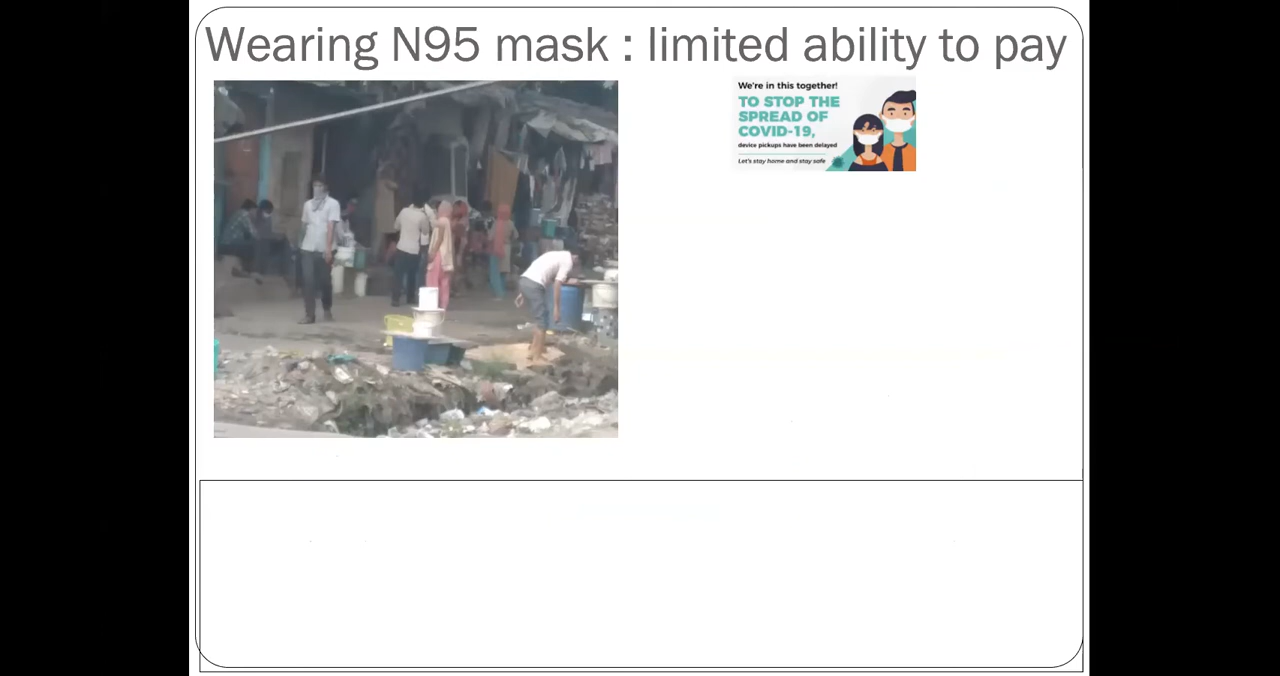 Wearing N95 mask : limited ability to pay
We're in this together!
TO STOP THE
SPREAD OF
COVID-19,
device pickups have been delayed
Let's stay home and stay safe